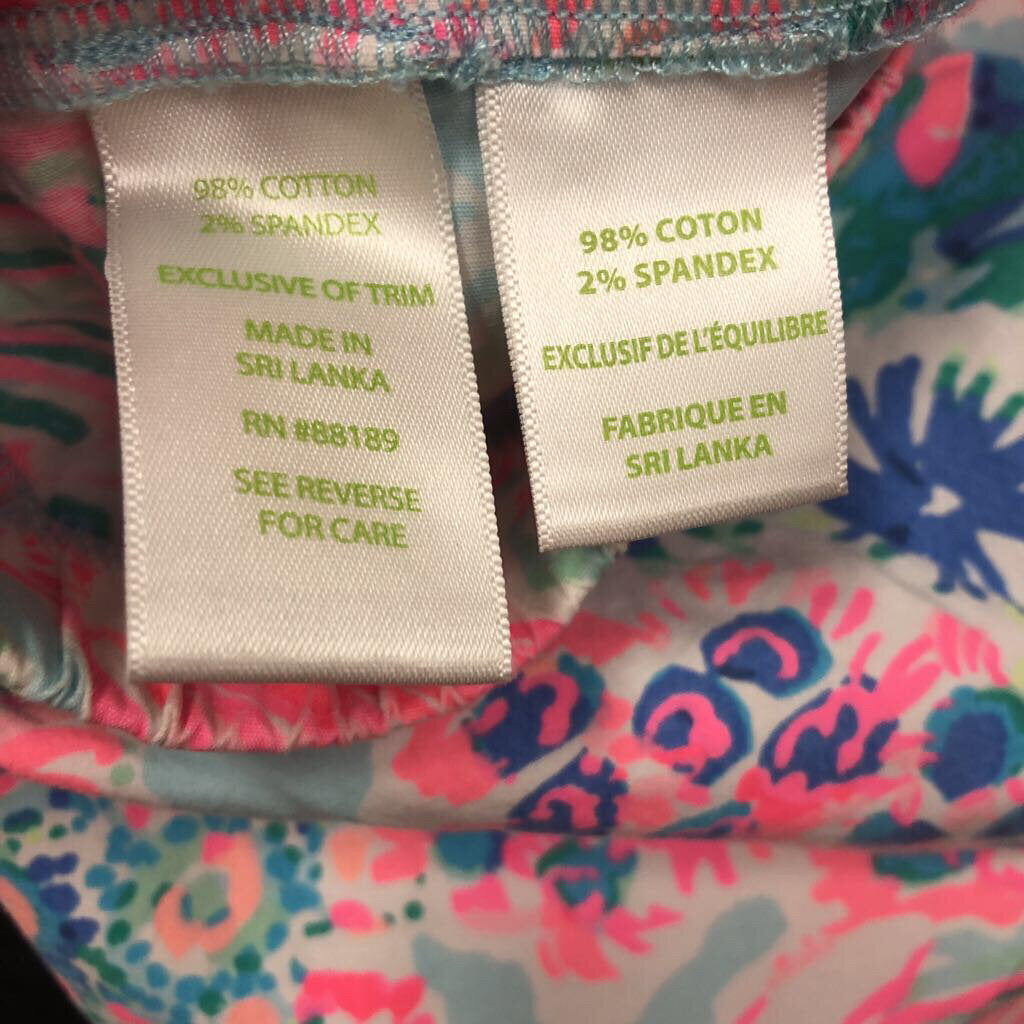 98% COTTON
2% SPANDEX
EXCLUSIVE OF TRIM
MADE IN
SRI LANKA
RN #88189
SEE REVERSE
FOR CARE
98% COTON
2% SPANDEX
EXCLUSIF DE L'ÉQUILIBRE
FABRIQUE EN
SRI LANKA